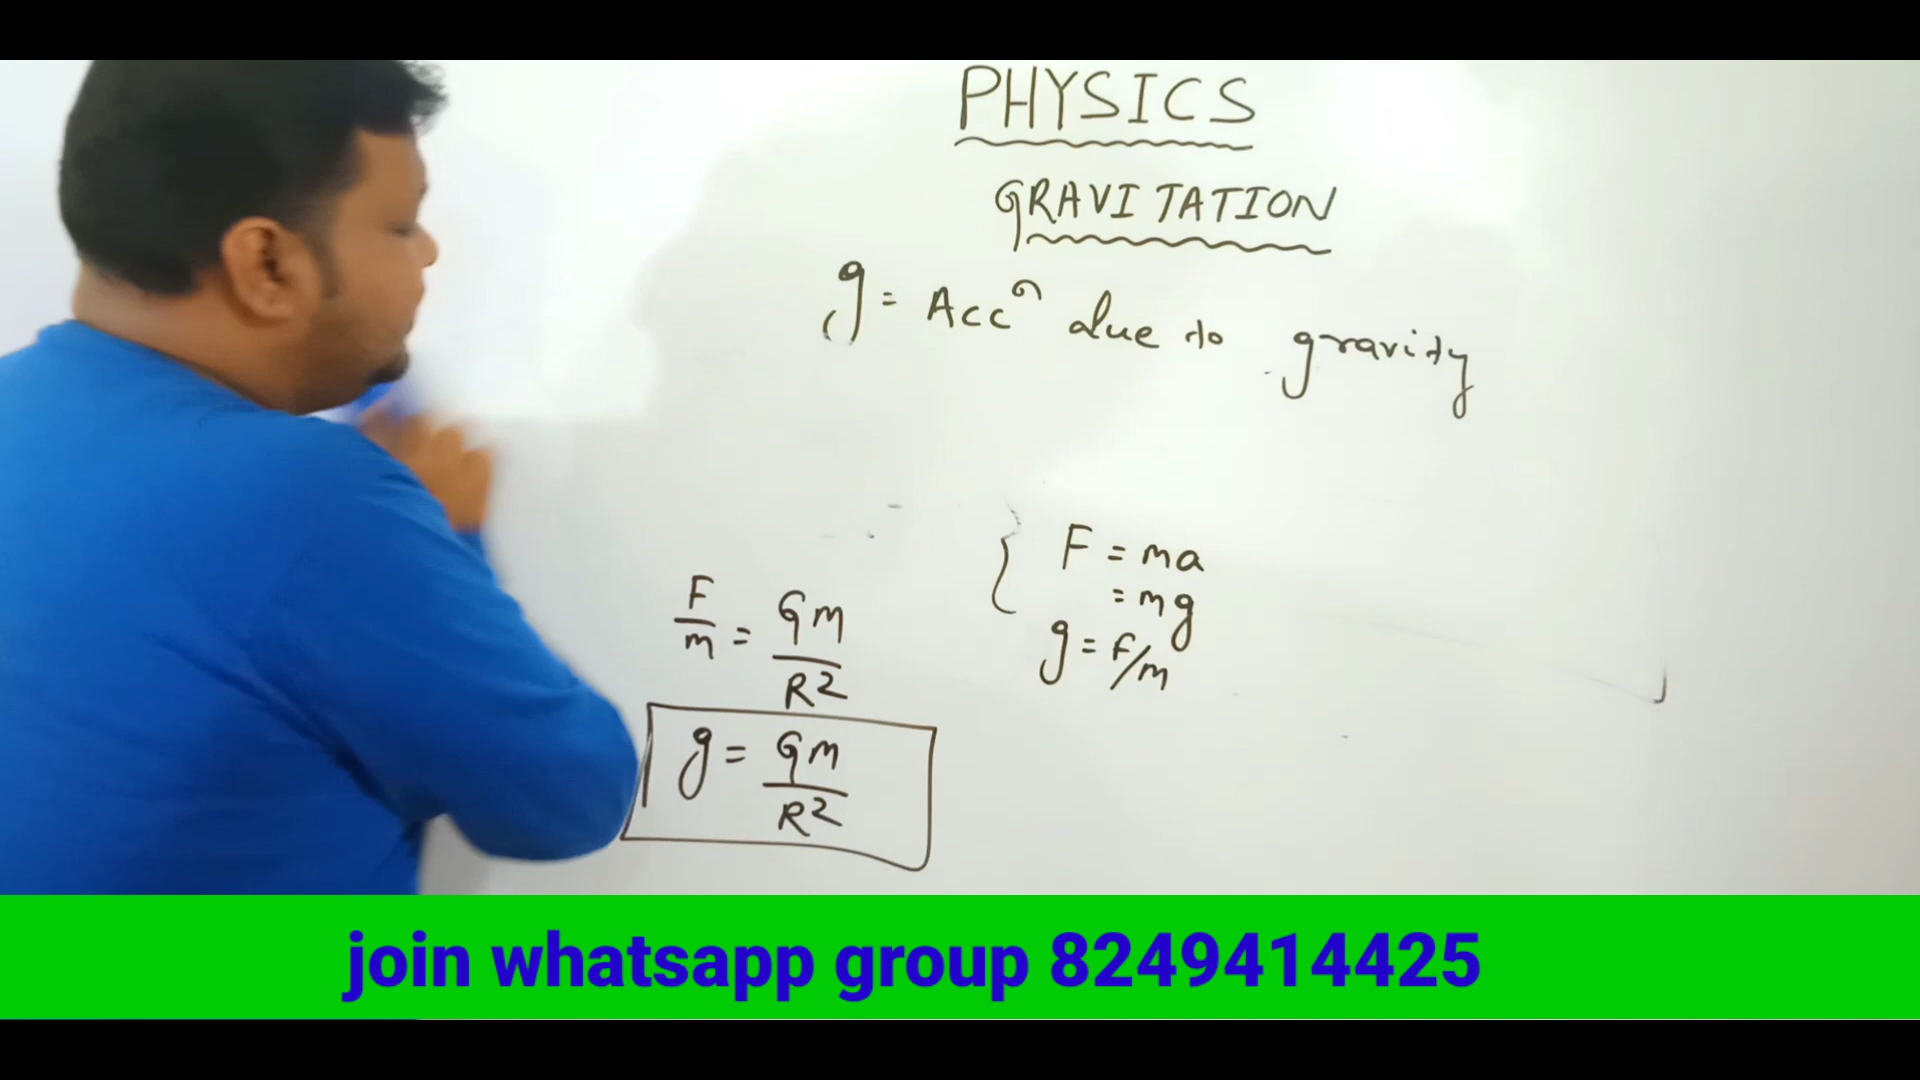 PHYSICS
GRAVITATION
g = Accⁿ due to gravity
F/m = GM/R²
g = GM/R²
F = ma
= mg
g = F/m
join whatsapp group 8249414425